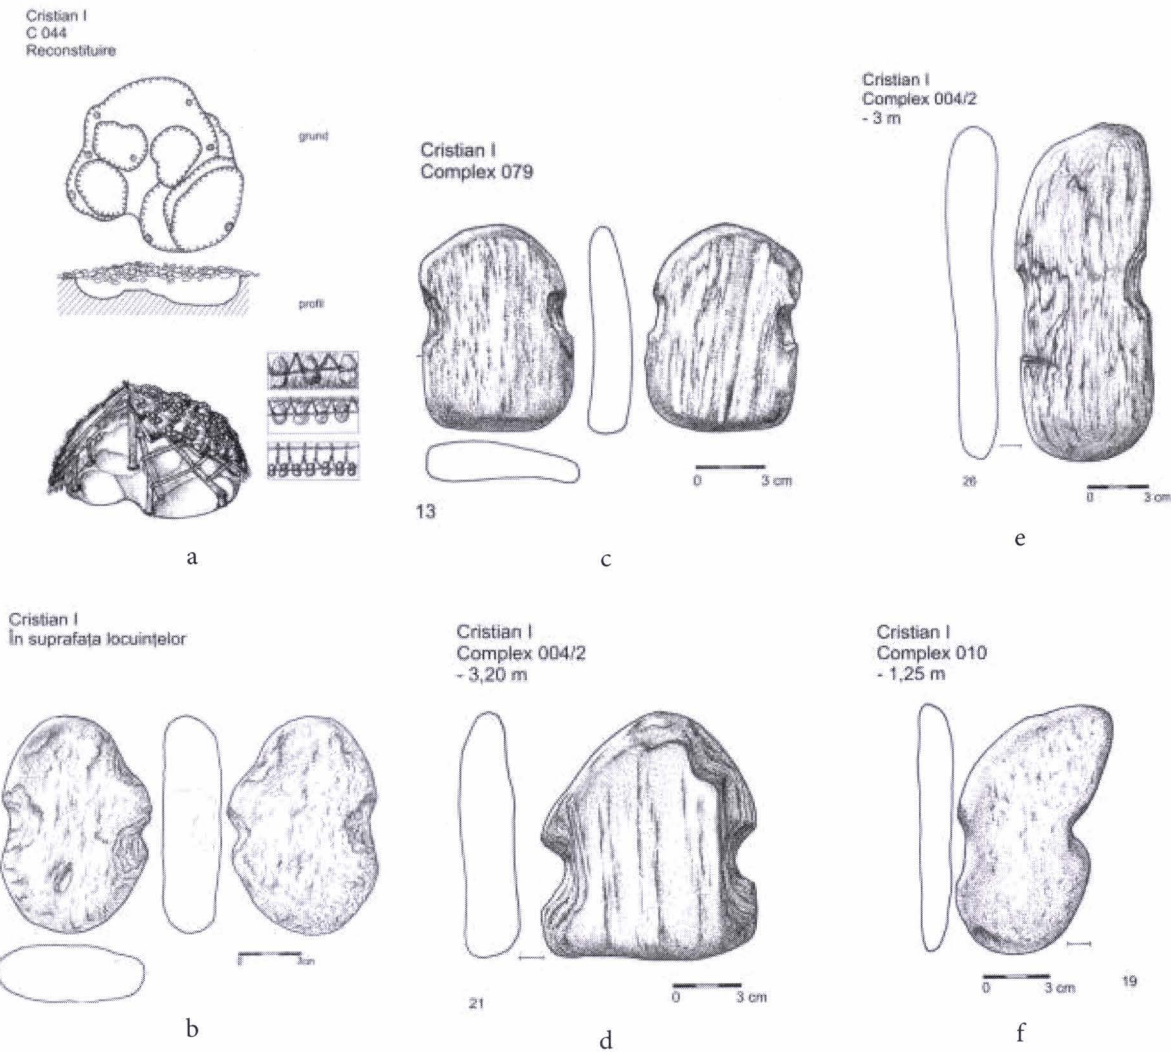 Cristian I
C 044
Reconstituire
grund
profil
a
Cristian I
Complex 079
0 3 cm
13
c
Cristian I
Complex 004/2
- 3 m
26
0 3 cm
e
Cristian I
În suprafața locuințelor
0 3cm
b
Cristian I
Complex 004/2
- 3,20 m
21
0 3 cm
d
Cristian I
Complex 010
- 1,25 m
0 3 cm
19
f